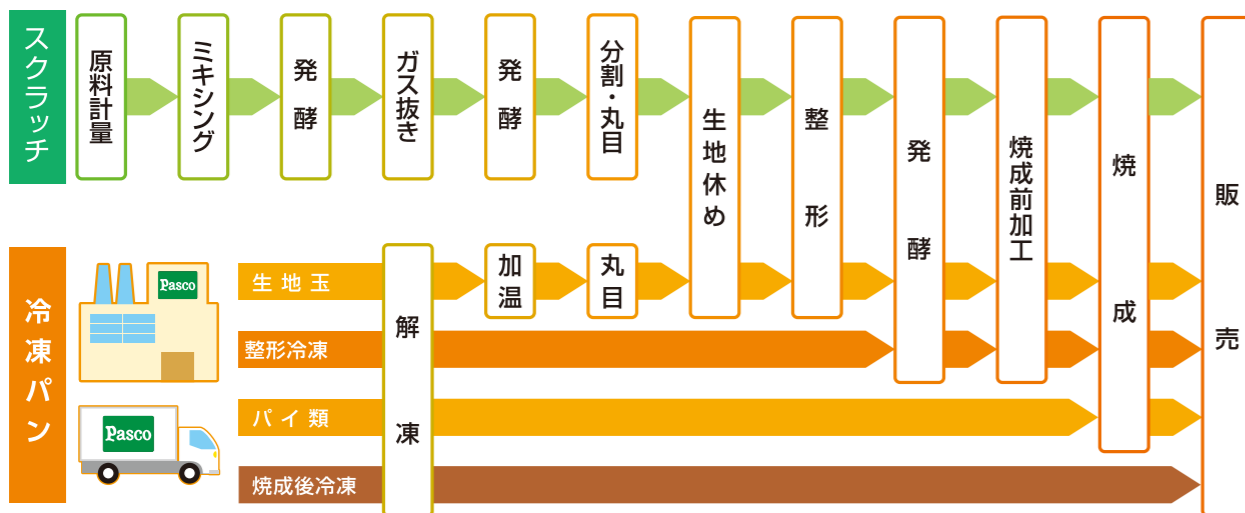 スクラッチ
原料計量
ミキシング
発酵
ガス抜き
発酵
分割・丸目
生地休め
整形
発酵
焼成前加工
焼成
販売
冷凍パン
Pasco
Pasco
生地玉
整形冷凍
パイ類
焼成後冷凍
解凍
加温
丸目